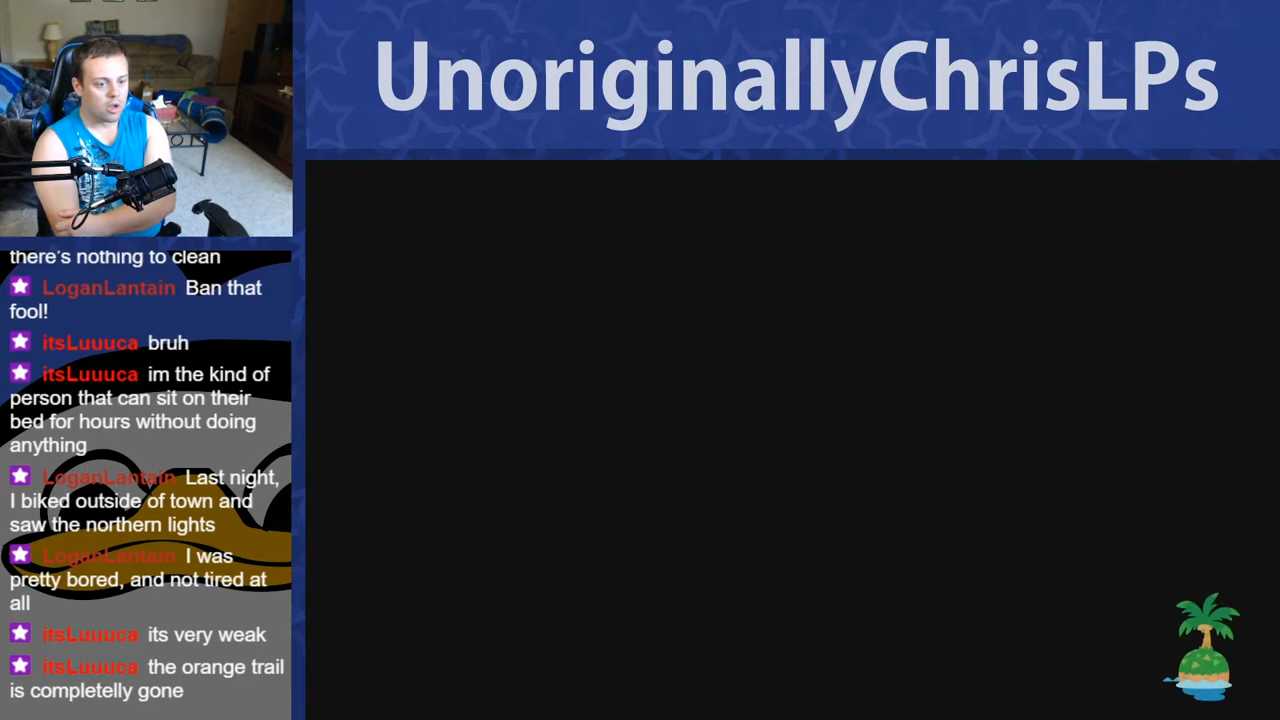 UnoriginallyChrisLPs
there's nothing to clean
LoganLantain Ban that
fool!
itsLuuuca bruh
itsLuuuca im the kind of
person that can sit on their
bed for hours without doing
anything
LoganLantain Last night,
I biked outside of town and
saw the northern lights
LoganLantain I was
pretty bored, and not tired at
all
itsLuuuca its very weak
itsLuuuca the orange trail
is completelly gone